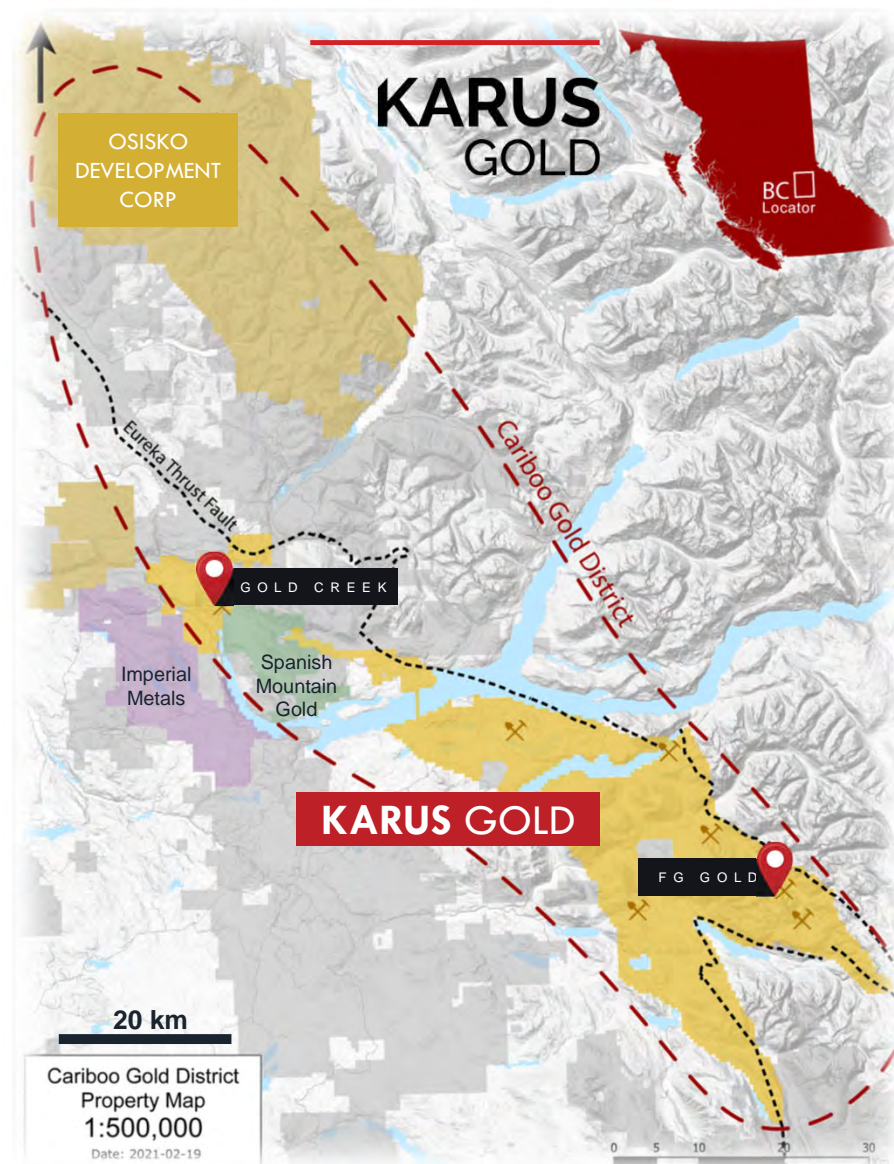 KARUS
GOLD
OSISKO
DEVELOPMENT
CORP
BC
Locator
Eureka Thrust Fault
Cariboo Gold District
GOLD CREEK
Imperial
Metals
Spanish
Mountain
Gold
KARUS GOLD
FG GOLD
20 km
Cariboo Gold District
Property Map
1:500,000
Date: 2021-02-19
0 5 10 20 30